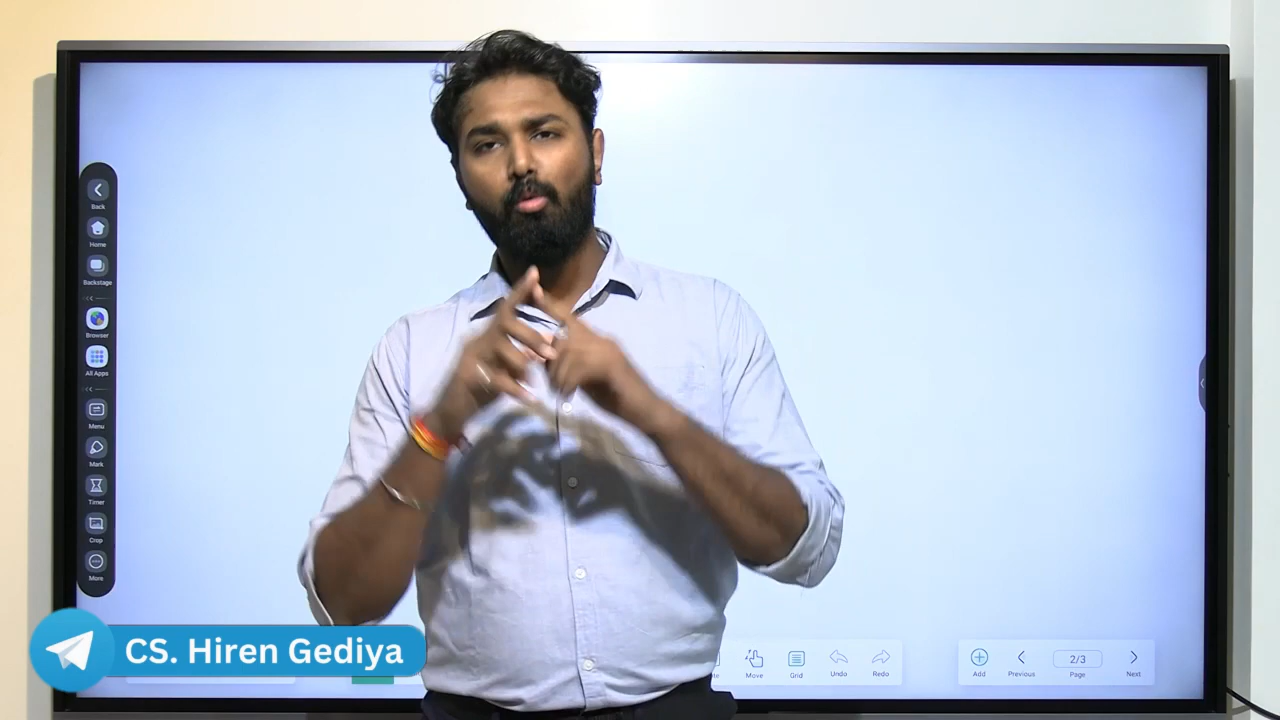 Back
Home
Backstage
Browser
All Apps
Menu
Mark
Timer
Crop
More
CS. Hiren Gediya
Move
Grid
Undo
Redo
Add
Previous
2/3
Page
Next